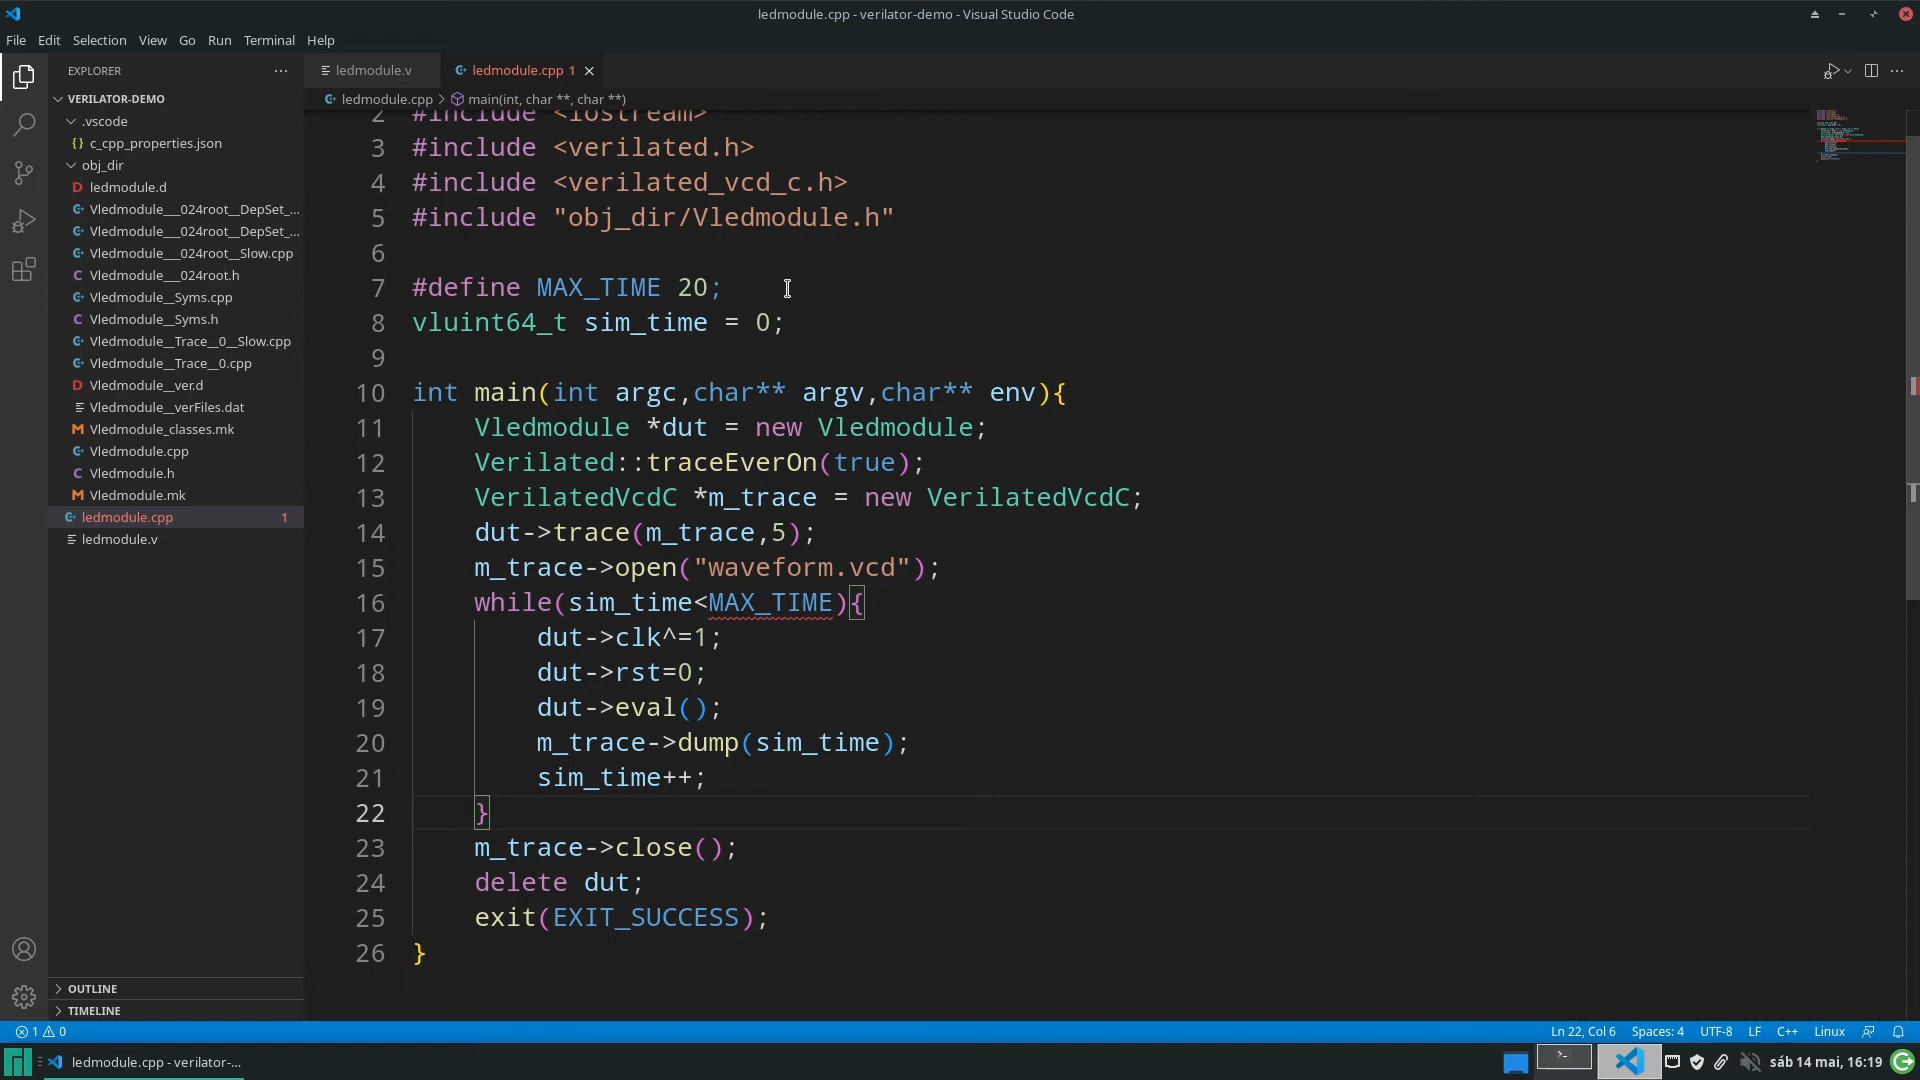 ledmodule.cpp - verilator-demo - Visual Studio Code
File Edit Selection View Go Run Terminal Help
EXPLORER
ledmodule.v
ledmodule.cpp 1
VERILATOR-DEMO
ledmodule.cpp > main(int, char **, char **)
.vscode
{} c_cpp_properties.json
obj_dir
D ledmodule.d
Vledmodule___024root__DepSet_...
Vledmodule___024root__DepSet_...
Vledmodule___024root__Slow.cpp
C Vledmodule___024root.h
Vledmodule__Syms.cpp
C Vledmodule__Syms.h
Vledmodule__Trace__0__Slow.cpp
Vledmodule__Trace__0.cpp
D Vledmodule__ver.d
Vledmodule__verFiles.dat
M Vledmodule_classes.mk
Vledmodule.cpp
C Vledmodule.h
M Vledmodule.mk
ledmodule.cpp 1
ledmodule.v
OUTLINE
TIMELINE
2 #include <iostream>
3 #include <verilated.h>
4 #include <verilated_vcd_c.h>
5 #include "obj_dir/Vledmodule.h"
6
7 #define MAX_TIME 20;
8 vluint64_t sim_time = 0;
9
10 int main(int argc,char** argv,char** env){
11 Vledmodule *dut = new Vledmodule;
12 Verilated::traceEverOn(true);
13 VerilatedVcdC *m_trace = new VerilatedVcdC;
14 dut->trace(m_trace,5);
15 m_trace->open("waveform.vcd");
16 while(sim_time<MAX_TIME){
17 dut->clk^=1;
18 dut->rst=0;
19 dut->eval();
20 m_trace->dump(sim_time);
21 sim_time++;
22 }
23 m_trace->close();
24 delete dut;
25 exit(EXIT_SUCCESS);
26 }
1 0
Ln 22, Col 6 Spaces: 4 UTF-8 LF C++ Linux
ledmodule.cpp - verilator-...
sáb 14 mai, 16:19